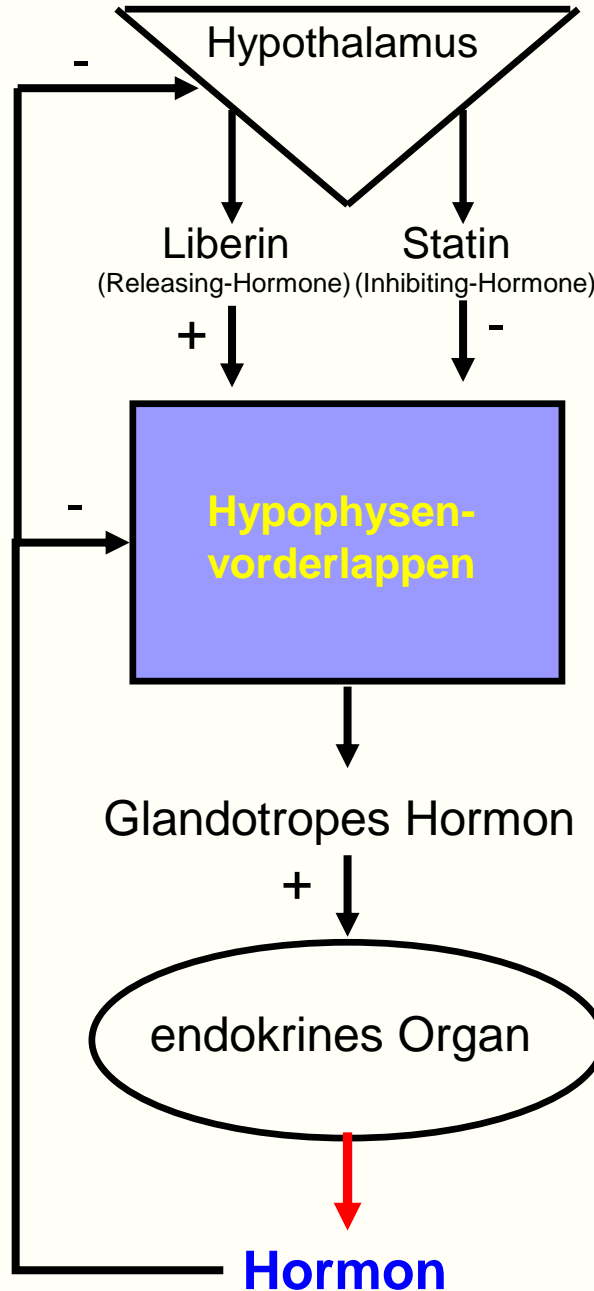 Hypothalamus
-
Liberin Statin
(Releasing-Hormone) (Inhibiting-Hormone)
+ -
-
Hypophysen-
vorderlappen
Glandotropes Hormon
+
endokrines Organ
Hormon